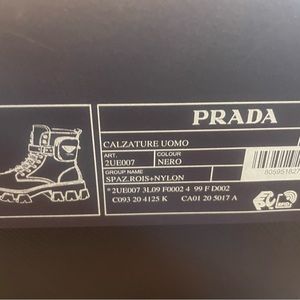 PRADA
CALZATURE UOMO
ART. COLOUR
2UE007 NERO
GROUP NAME
SPAZ.ROIS+NYLON
*2UE007 3L09 F0002 4 99 F D002
C093 20 4125 K CA01 20 5017 A
RFID